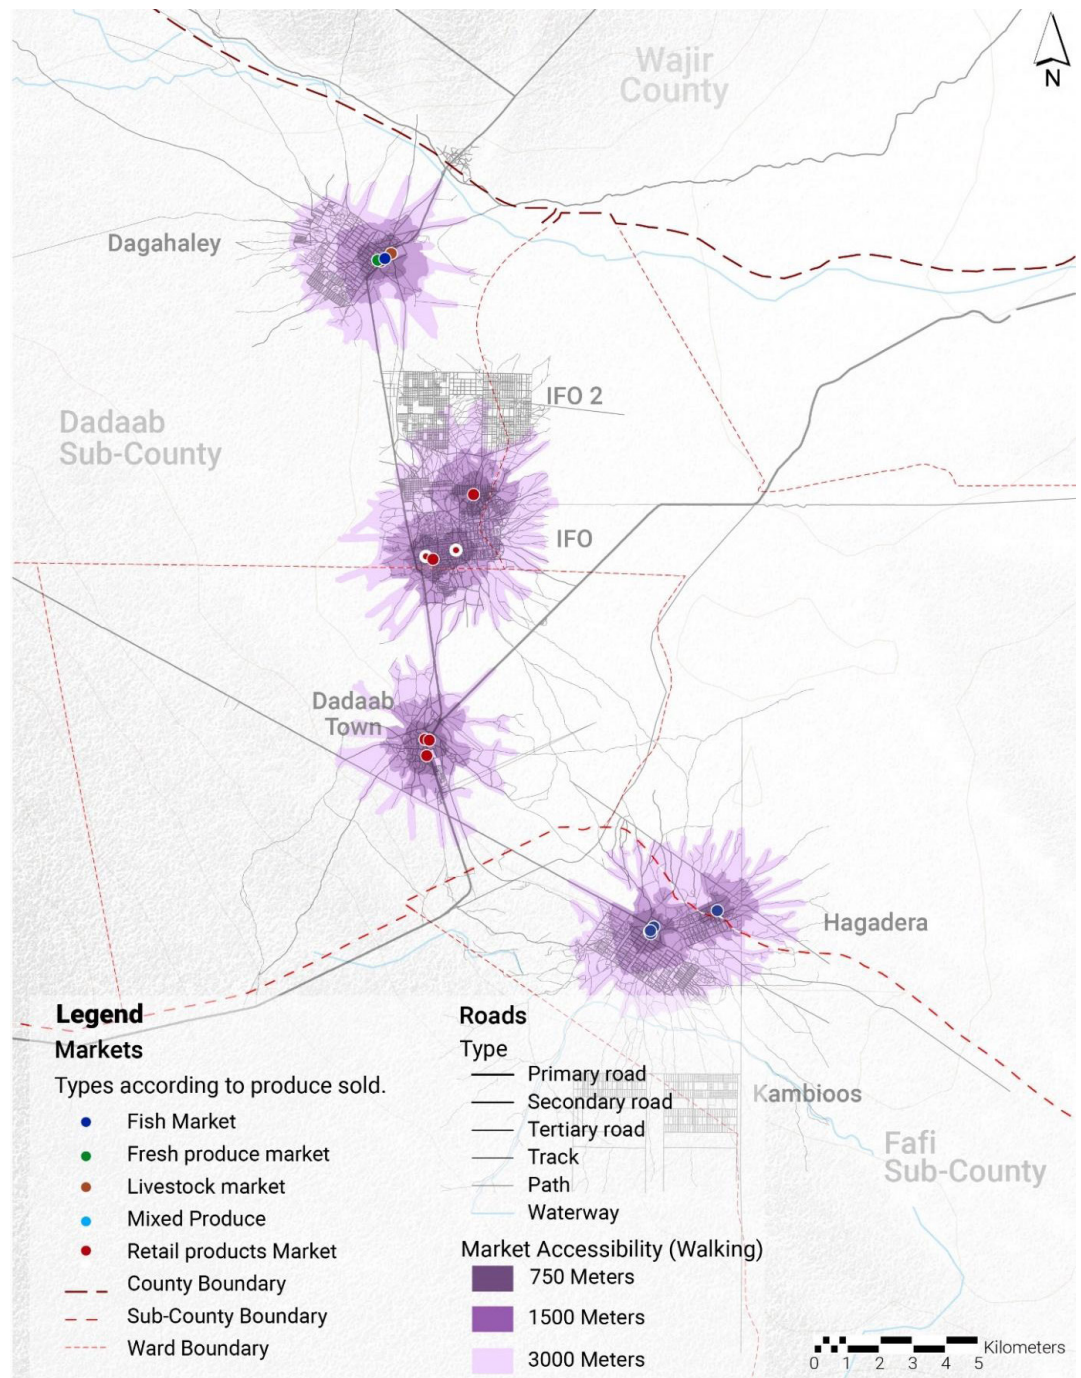 Wajir
County
N
Dagahaley
IFO 2
Dadaab
Sub-County
IFO
Dadaab
Town
Hagadera
Kambioos
Fafi
Sub-County
Legend
Markets
Types according to produce sold.
Fish Market
Fresh produce market
Livestock market
Mixed Produce
Retail products Market
County Boundary
Sub-County Boundary
Ward Boundary
Roads
Type
Primary road
Secondary road
Tertiary road
Track
Path
Waterway
Market Accessibility (Walking)
750 Meters
1500 Meters
3000 Meters
Kilometers
0 1 2 3 4 5